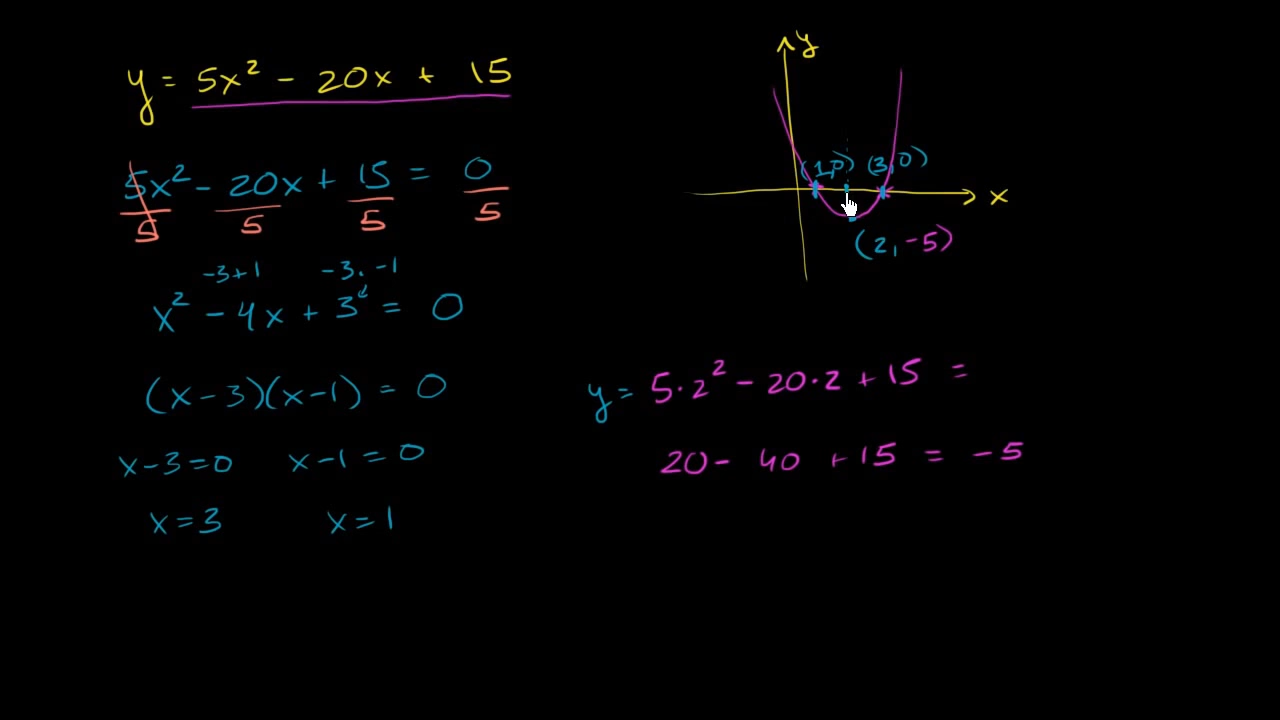 y = 5x² - 20x + 15
5x² - 20x + 15 = 0
5 5 5 5
-3+1 -3·-1
x² - 4x + 3 = 0
(x-3)(x-1) = 0
x-3=0 x-1=0
x=3 x=1
y
(1,0) (3,0)
x
(2,-5)
y = 5·2² - 20·2 + 15 =
20 - 40 + 15 = -5